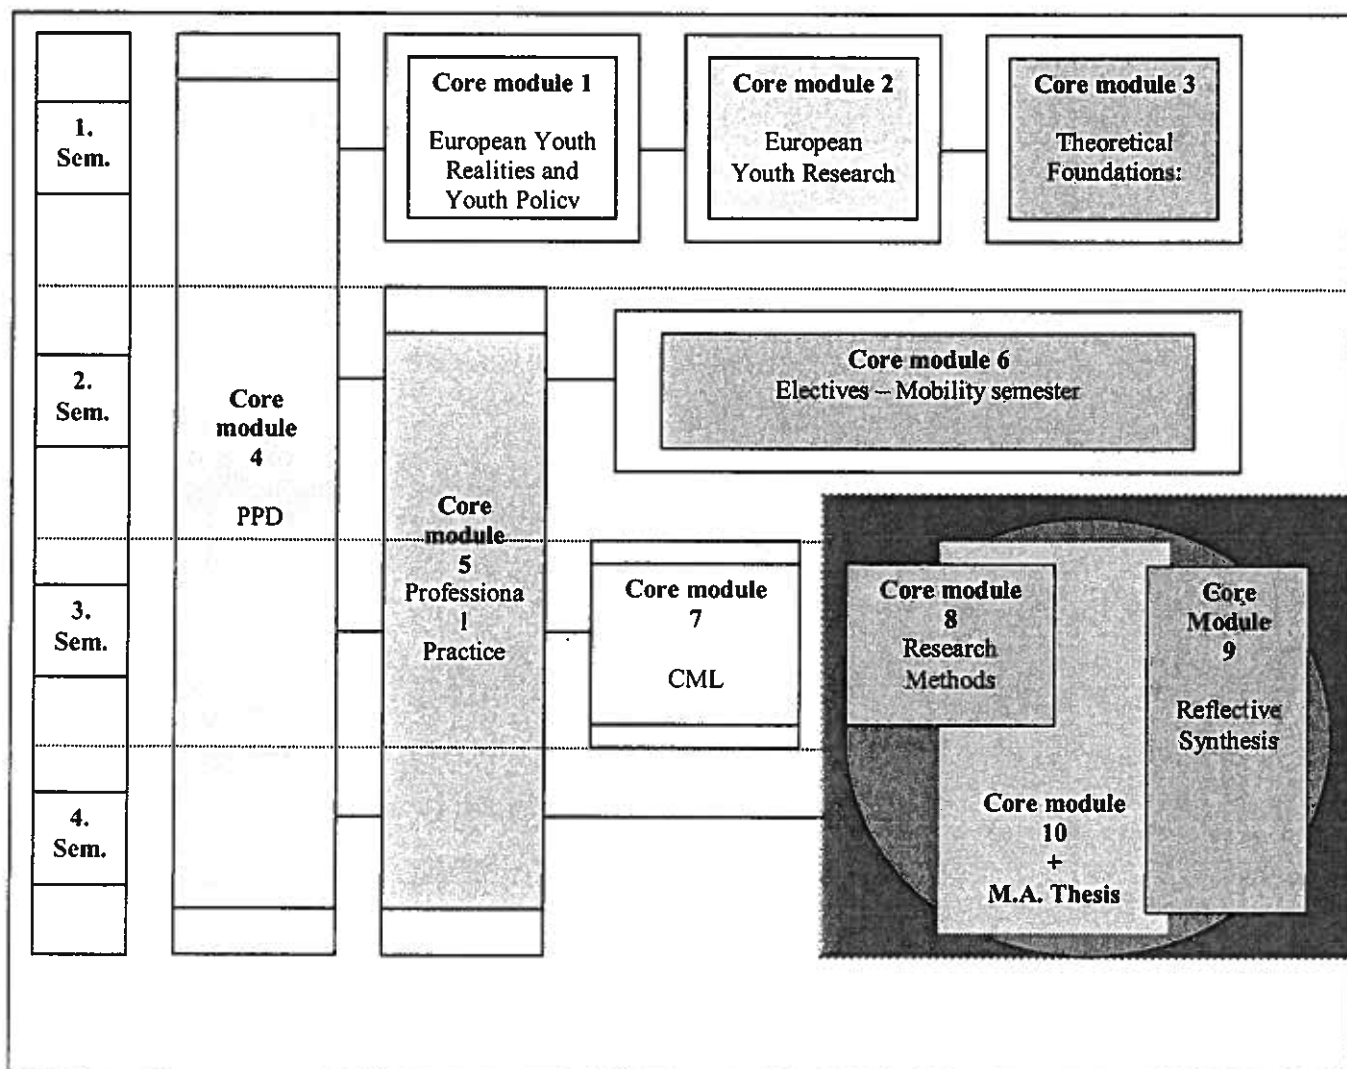 Core module 1
European Youth
Realities and
Youth Policy
Core module 2
European
Youth Research
Core module 3
Theoretical
Foundations:
1.
Sem.
2.
Sem.
Core
module
4
PPD
Core module 6
Electives – Mobility semester
Core
module
5
Professiona
l
Practice
3.
Sem.
Core module
7
CML
Core module
8
Research
Methods
Core
Module
9
Reflective
Synthesis
4.
Sem.
Core module
10
+
M.A. Thesis